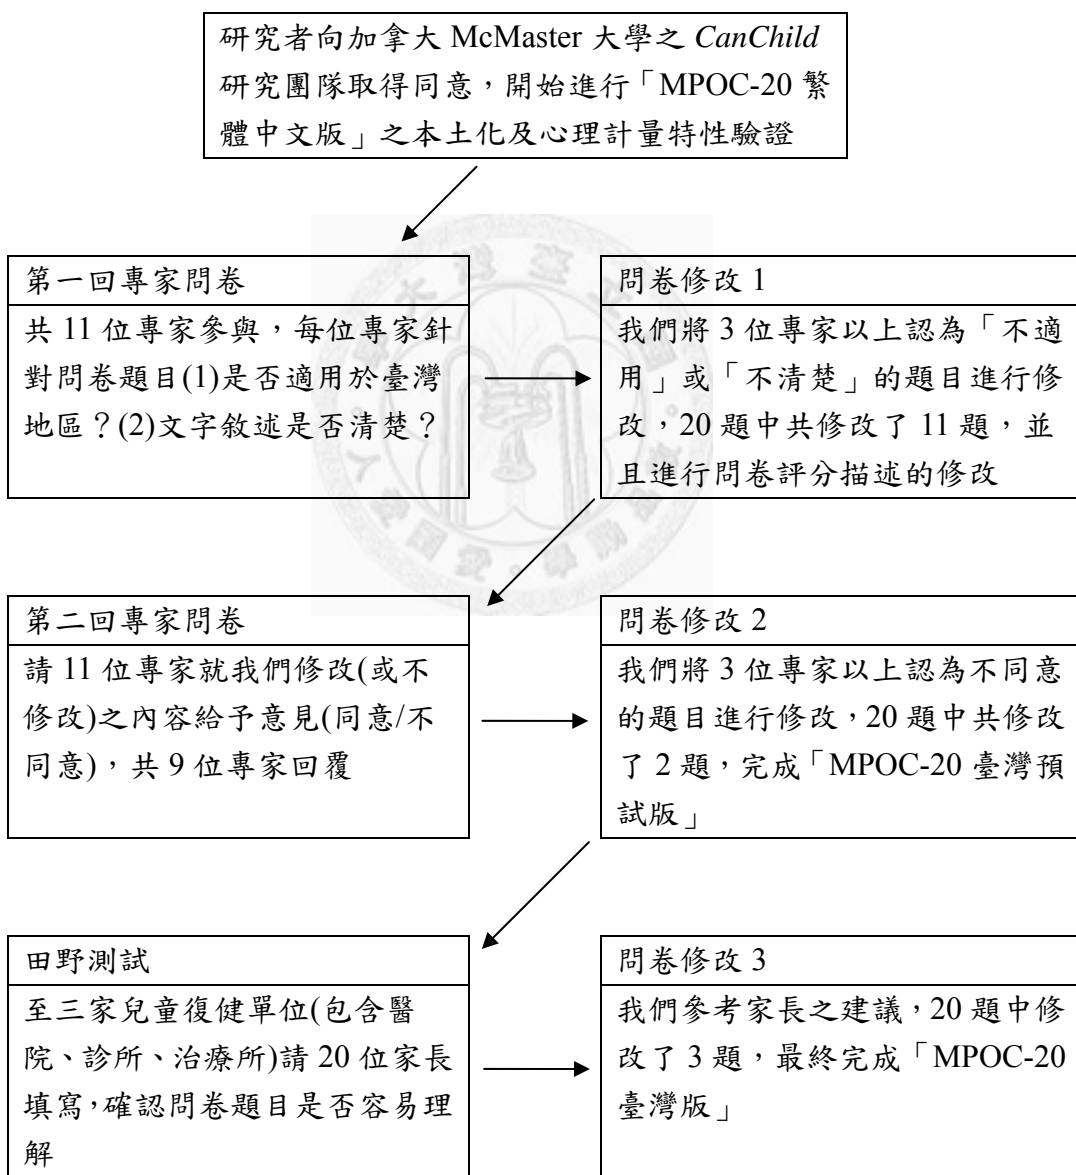 研究者向加拿大 McMaster 大學之 CanChild
研究團隊取得同意，開始進行「MPOC-20 繁
體中文版」之本土化及心理計量特性驗證
第一回專家問卷
共 11 位專家參與，每位專家針
對問卷題目(1)是否適用於臺灣
地區？(2)文字敘述是否清楚？
問卷修改 1
我們將 3 位專家以上認為「不適
用」或「不清楚」的題目進行修
改，20 題中共修改了 11 題，並
且進行問卷評分描述的修改
第二回專家問卷
請 11 位專家就我們修改(或不
修改)之內容給予意見(同意/不
同意)，共 9 位專家回覆
問卷修改 2
我們將 3 位專家以上認為不同意
的題目進行修改，20 題中共修改
了 2 題，完成「MPOC-20 臺灣預
試版」
田野測試
至三家兒童復健單位(包含醫
院、診所、治療所)請 20 位家長
填寫，確認問卷題目是否容易理
解
問卷修改 3
我們參考家長之建議，20 題中修
改了 3 題，最終完成「MPOC-20
臺灣版」